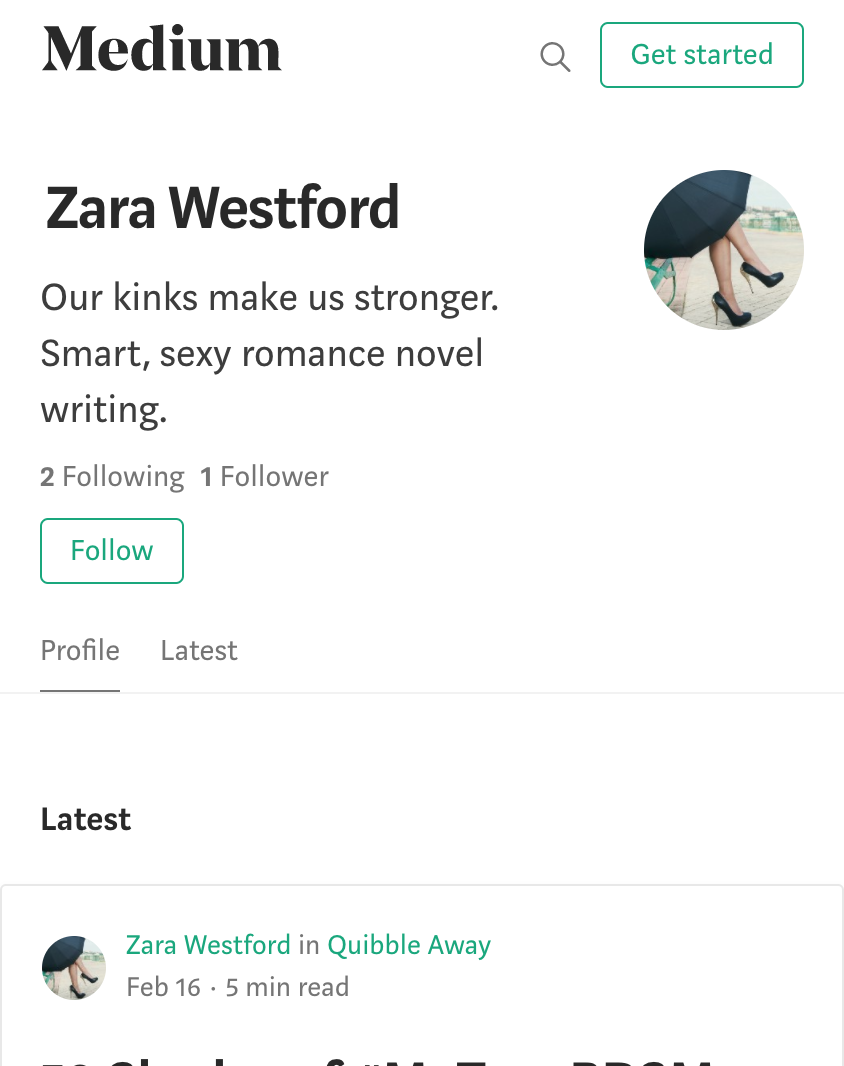 Medium
Get started
Zara Westford
Our kinks make us stronger.
Smart, sexy romance novel
writing.
2 Following 1 Follower
Follow
Profile Latest
Latest
Zara Westford in Quibble Away
Feb 16 · 5 min read